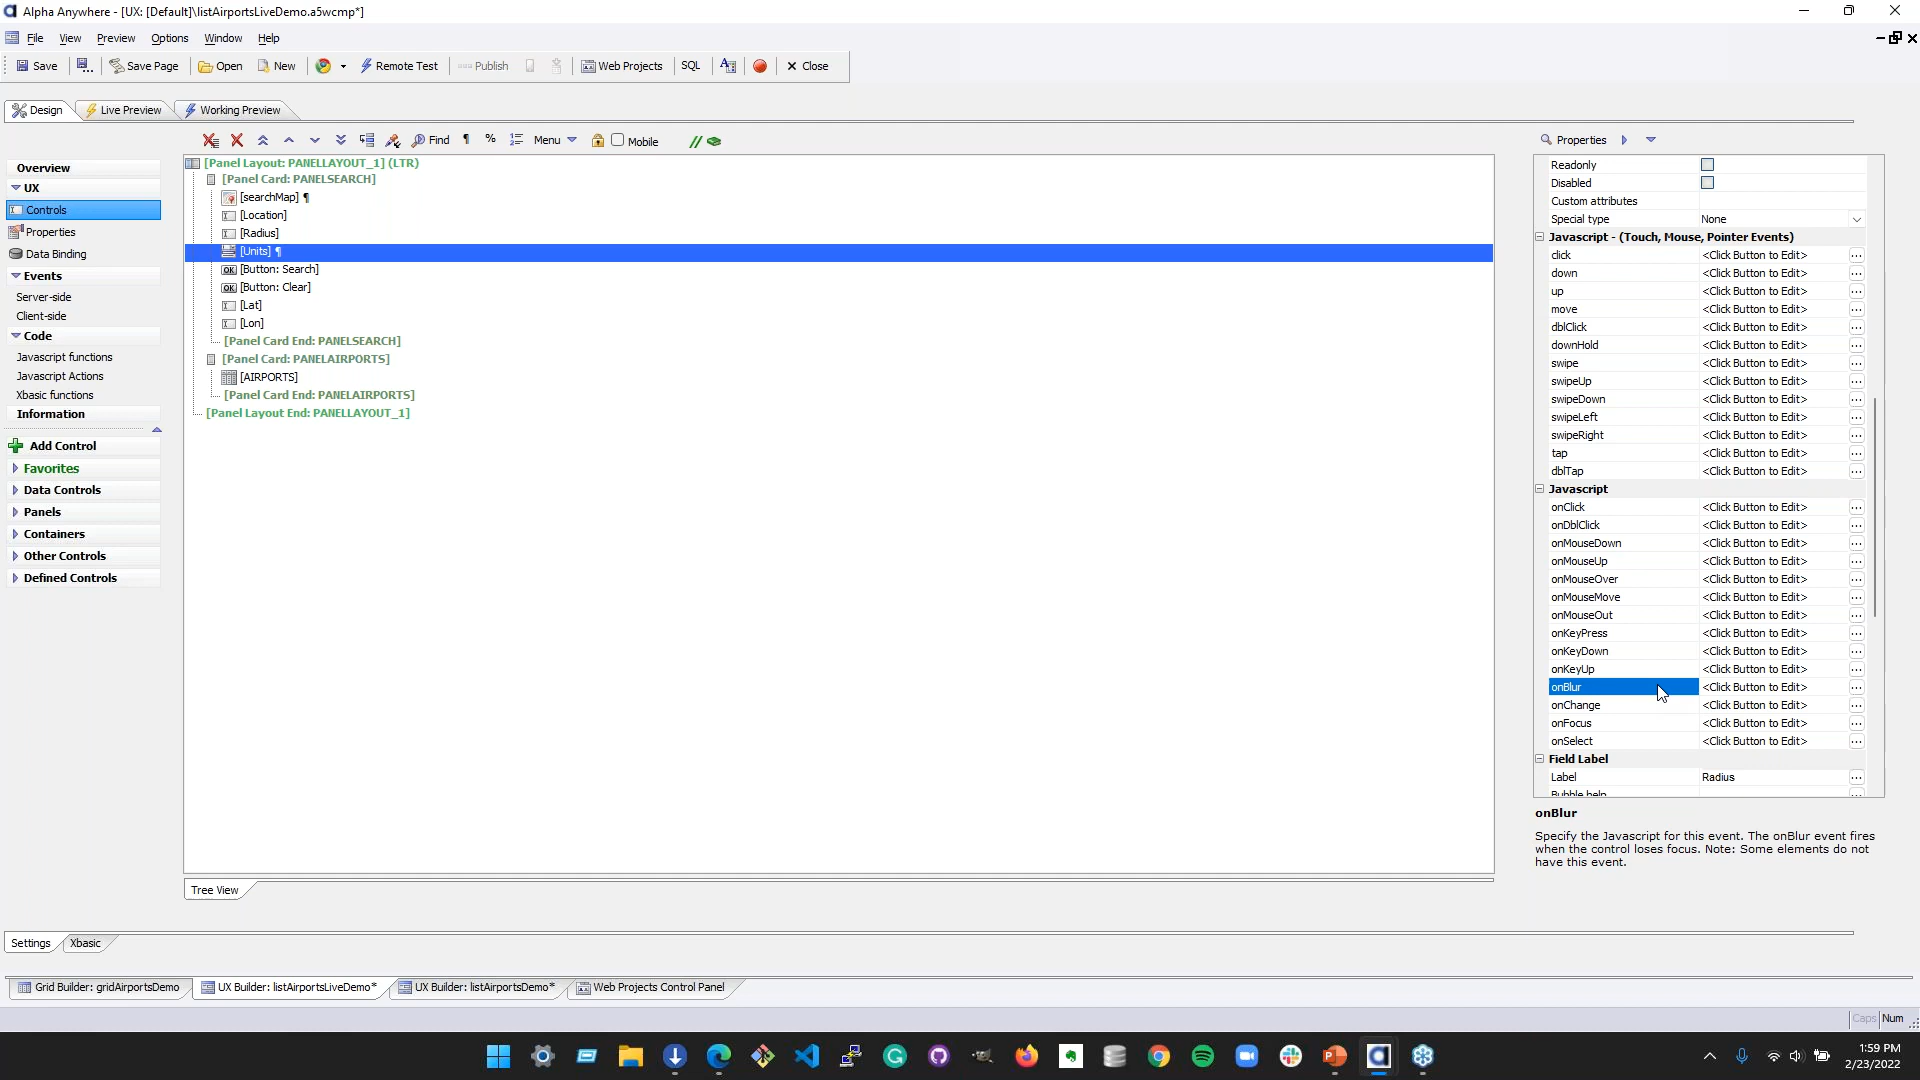 Alpha Anywhere - [UX: [Default]\listAirportsLiveDemo.a5wcmp*]
File View Preview Options Window Help
Save Save Page Open New Remote Test Publish Web Projects SQL Close
Design Live Preview Working Preview
Find ¶ % Menu Mobile
Properties
Overview
UX
Controls
Properties
Data Binding
Events
Server-side
Client-side
Code
Javascript functions
Javascript Actions
Xbasic functions
Information
Add Control
Favorites
Data Controls
Panels
Containers
Other Controls
Defined Controls
[Panel Layout: PANELLAYOUT_1] (LTR)
[Panel Card: PANELSEARCH]
[searchMap] ¶
[Location]
[Radius]
[Units] ¶
OK [Button: Search]
OK [Button: Clear]
[Lat]
[Lon]
[Panel Card End: PANELSEARCH]
[Panel Card: PANELAIRPORTS]
[AIRPORTS]
[Panel Card End: PANELAIRPORTS]
[Panel Layout End: PANELLAYOUT_1]
Tree View
Readonly
Disabled
Custom attributes
Special type None
Javascript - (Touch, Mouse, Pointer Events)
click <Click Button to Edit> ...
down <Click Button to Edit> ...
up <Click Button to Edit> ...
move <Click Button to Edit> ...
dblClick <Click Button to Edit> ...
downHold <Click Button to Edit> ...
swipe <Click Button to Edit> ...
swipeUp <Click Button to Edit> ...
swipeDown <Click Button to Edit> ...
swipeLeft <Click Button to Edit> ...
swipeRight <Click Button to Edit> ...
tap <Click Button to Edit> ...
dblTap <Click Button to Edit> ...
Javascript
onClick <Click Button to Edit> ...
onDblClick <Click Button to Edit> ...
onMouseDown <Click Button to Edit> ...
onMouseUp <Click Button to Edit> ...
onMouseOver <Click Button to Edit> ...
onMouseMove <Click Button to Edit> ...
onMouseOut <Click Button to Edit> ...
onKeyPress <Click Button to Edit> ...
onKeyDown <Click Button to Edit> ...
onKeyUp <Click Button to Edit> ...
onBlur <Click Button to Edit> ...
onChange <Click Button to Edit> ...
onFocus <Click Button to Edit> ...
onSelect <Click Button to Edit> ...
Field Label
Label Radius ...
Bubble help
onBlur
Specify the Javascript for this event. The onBlur event fires
when the control loses focus. Note: Some elements do not
have this event.
Settings Xbasic
Grid Builder: gridAirportsDemo UX Builder: listAirportsLiveDemo* UX Builder: listAirportsDemo* Web Projects Control Panel
Caps Num
1:59 PM
2/23/2022